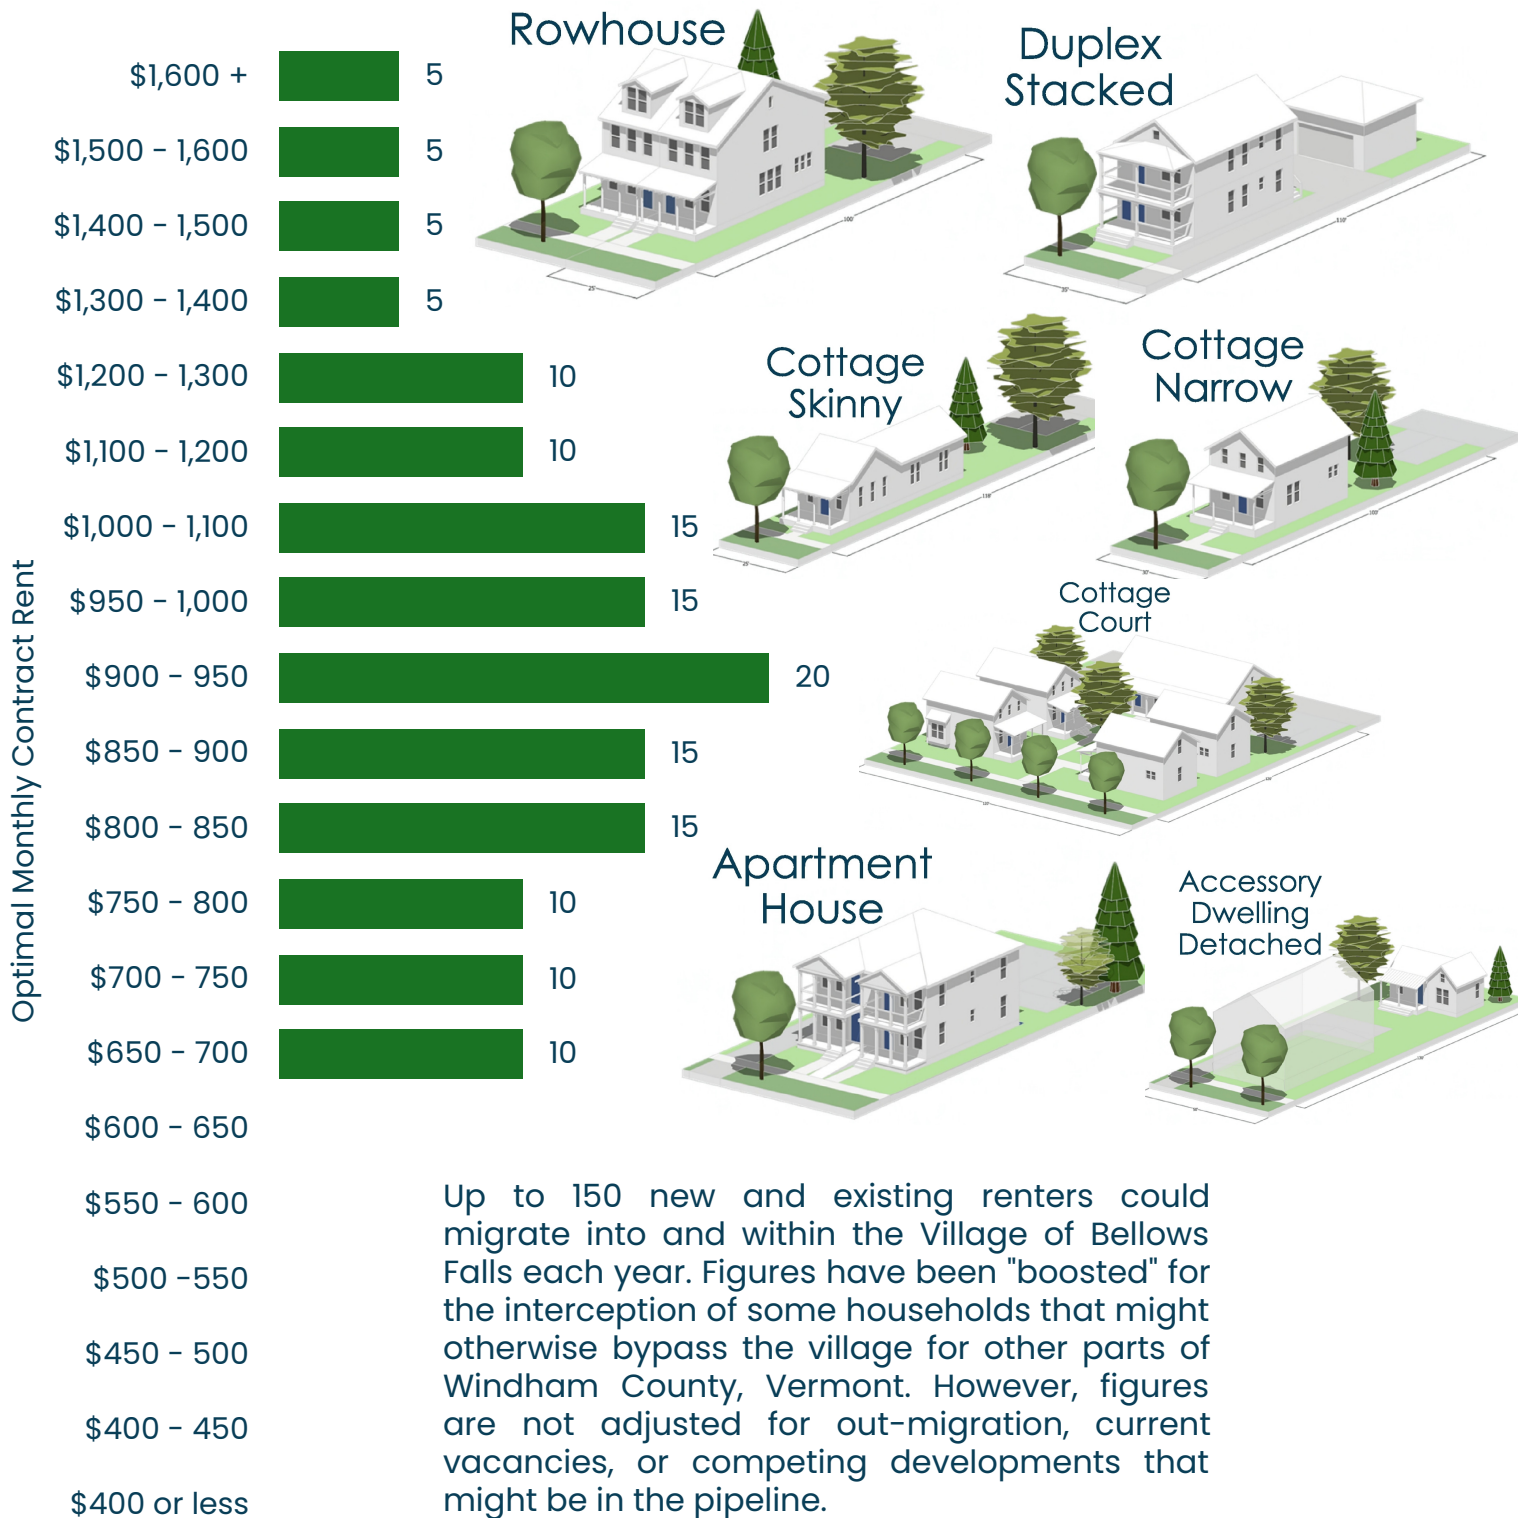 Rowhouse
Duplex
Stacked
$1,600 + 5
$1,500 - 1,600 5
$1,400 - 1,500 5
$1,300 - 1,400 5
$1,200 - 1,300 10
$1,100 - 1,200 10
$1,000 - 1,100 15
$950 - 1,000 15
$900 - 950 20
$850 - 900 15
$800 - 850 15
$750 - 800 10
$700 - 750 10
$650 - 700 10
$600 - 650
$550 - 600
$500 -550
$450 - 500
$400 - 450
$400 or less
Optimal Monthly Contract Rent
Cottage
Skinny
Cottage
Narrow
Cottage
Court
Apartment
House
Accessory
Dwelling
Detached
100'
25'
110'
Up to 150 new and existing renters could
migrate into and within the Village of Bellows
Falls each year. Figures have been "boosted" for
the interception of some households that might
otherwise bypass the village for other parts of
Windham County, Vermont. However, figures
are not adjusted for out-migration, current
vacancies, or competing developments that
might be in the pipeline.